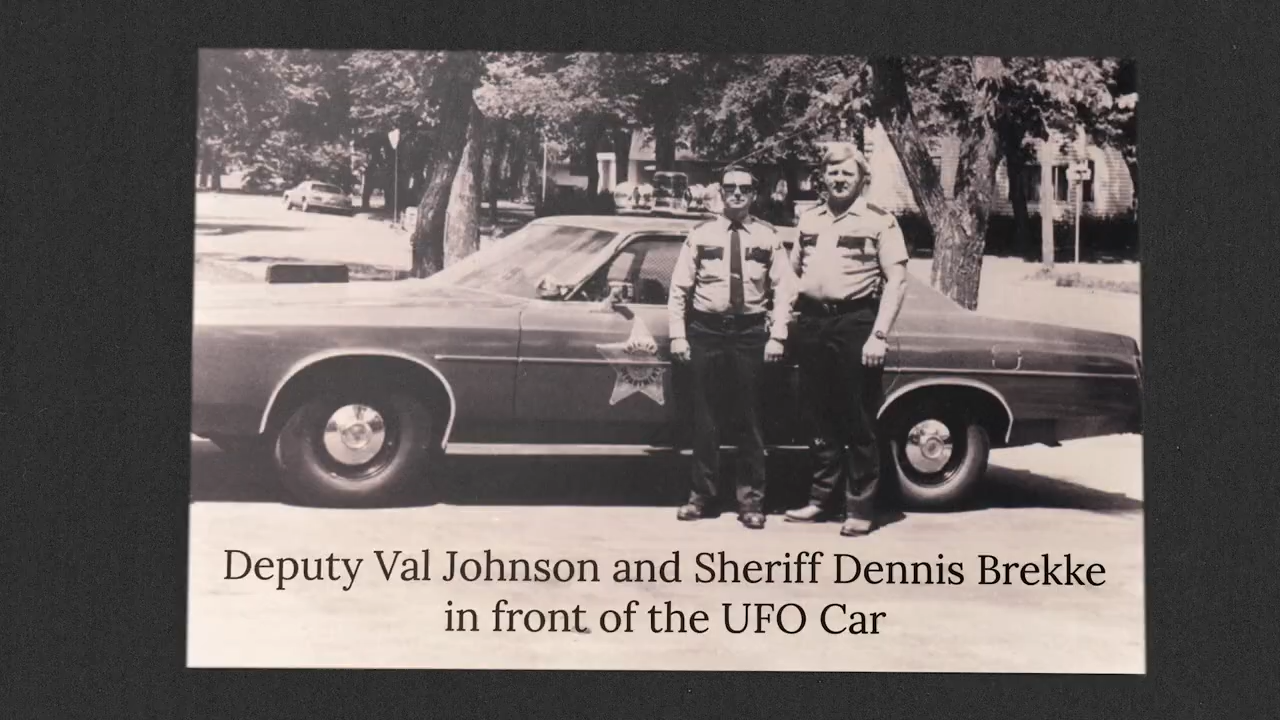 Deputy Val Johnson and Sheriff Dennis Brekke
in front of the UFO Car